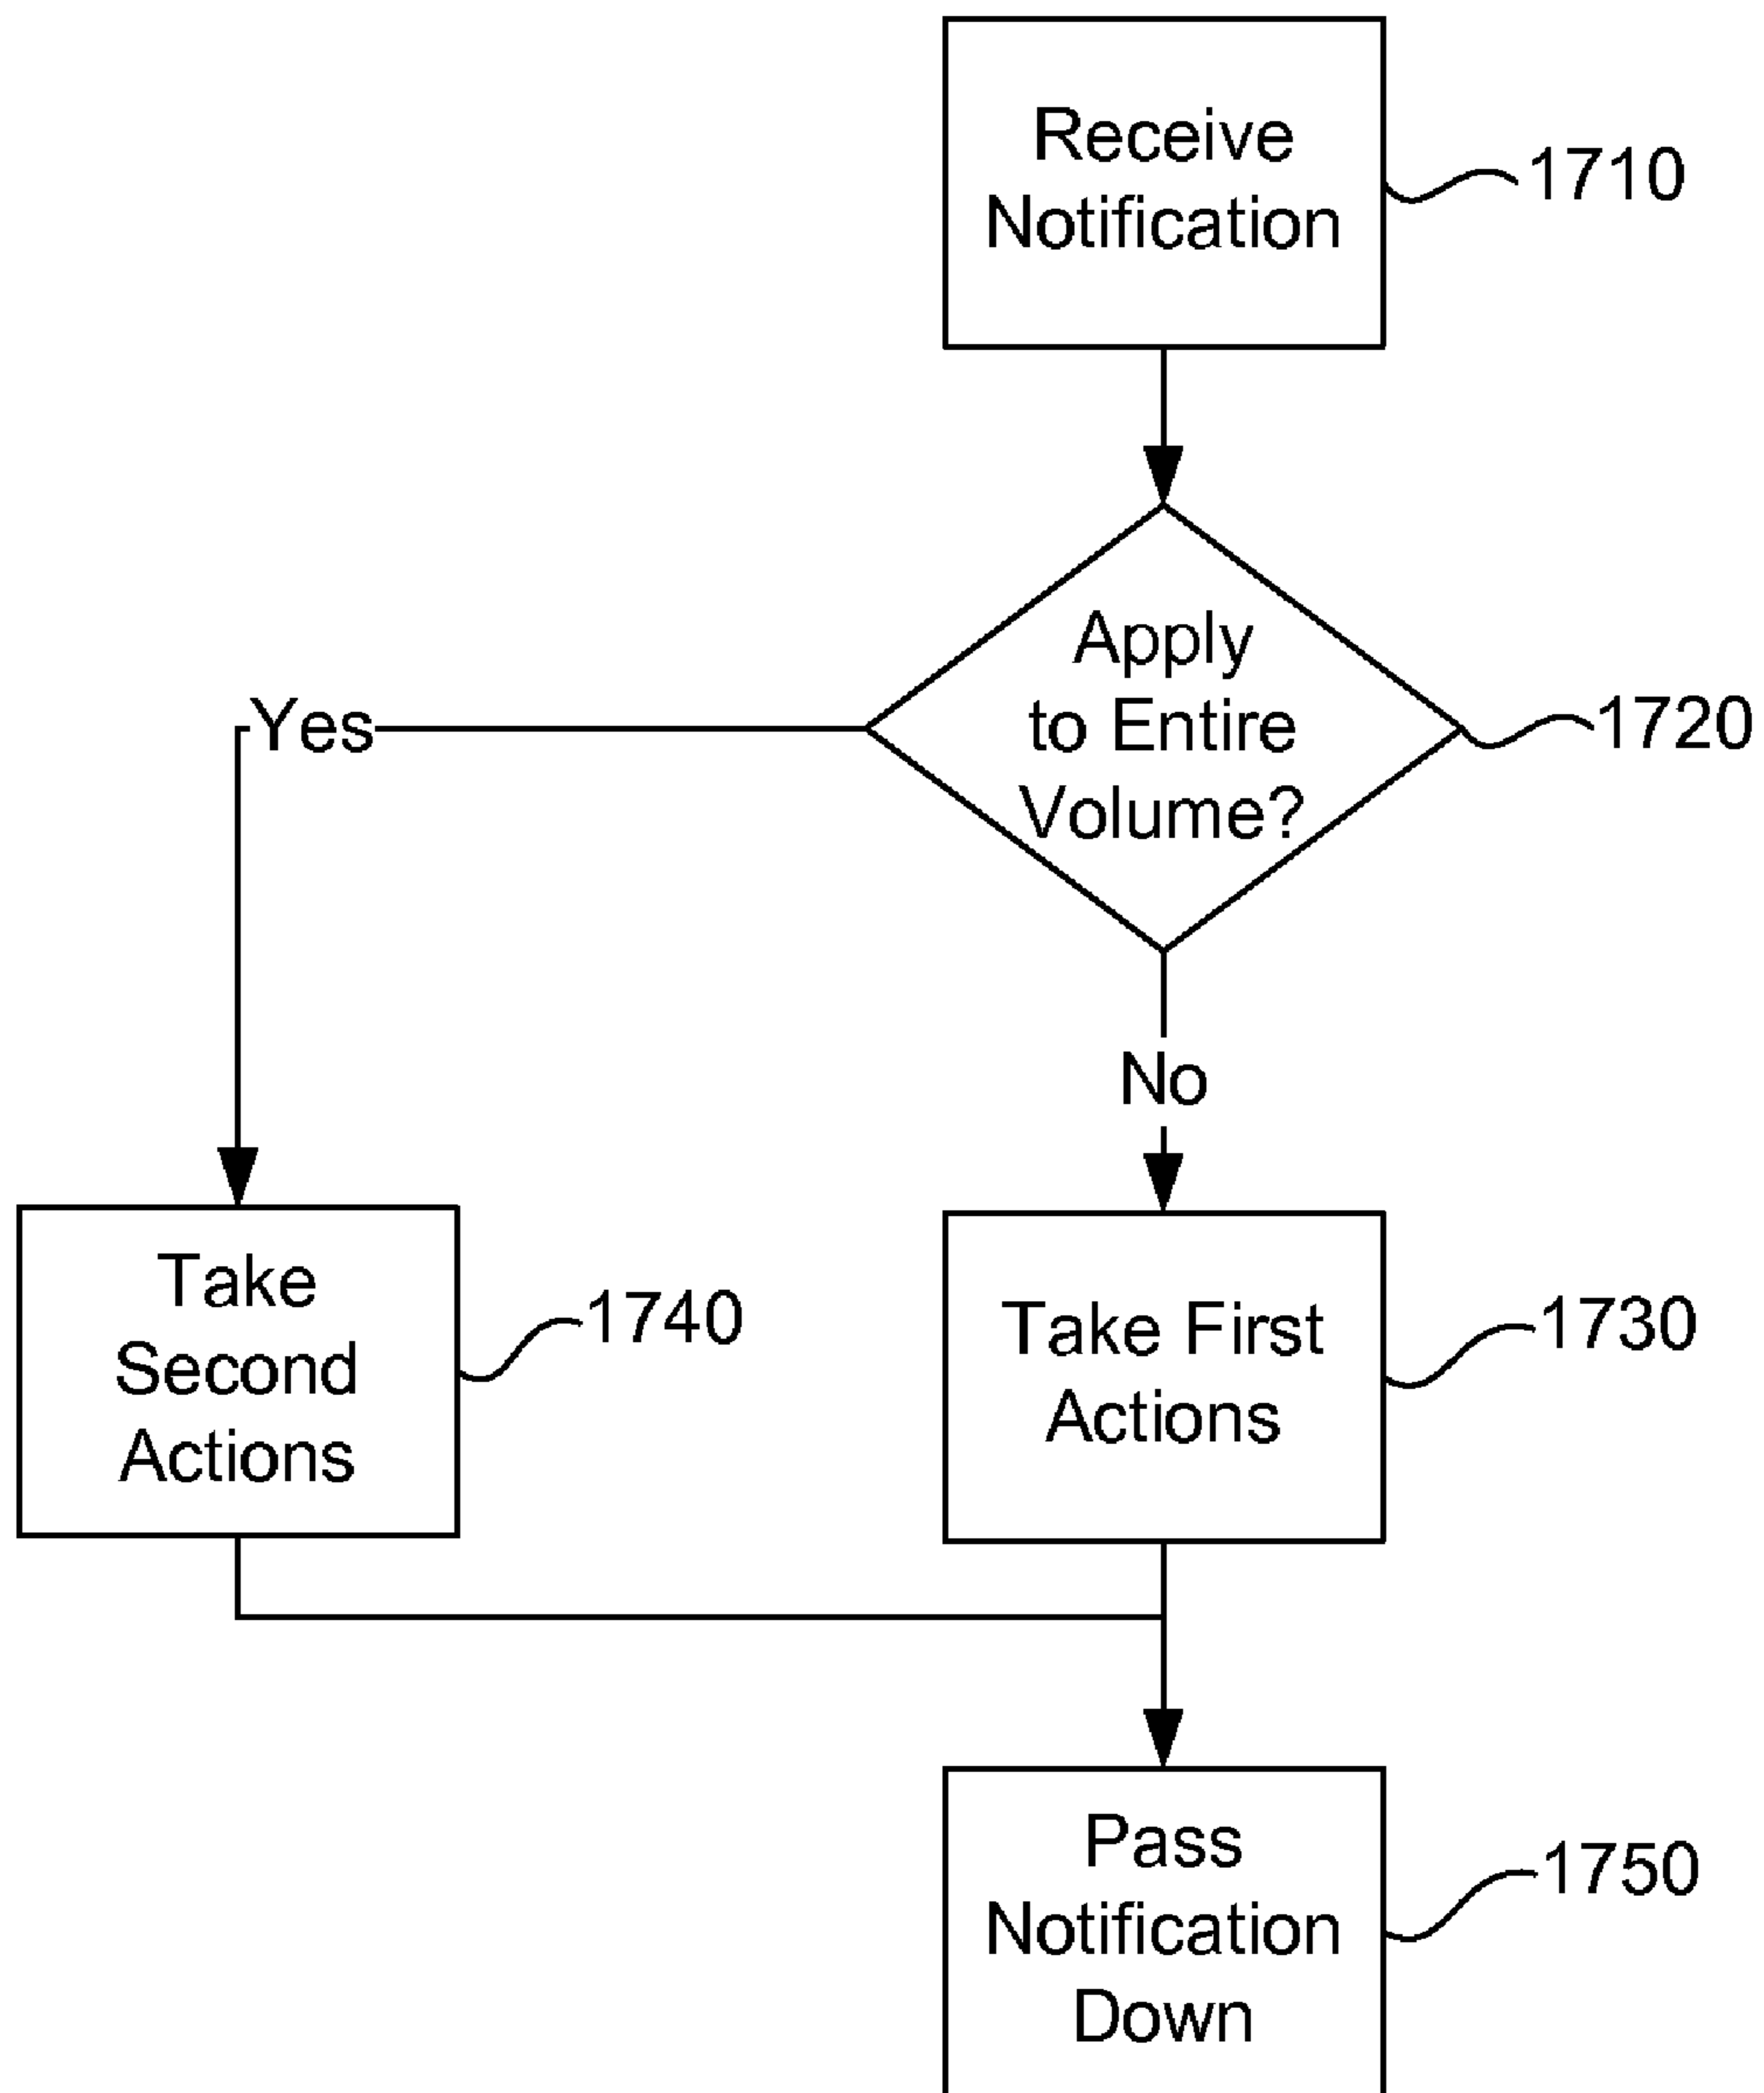 Receive
Notification
1710
Apply
to Entire
Volume?
1720
Yes
No
Take
Second
Actions
1740
Take First
Actions
1730
Pass
Notification
Down
1750